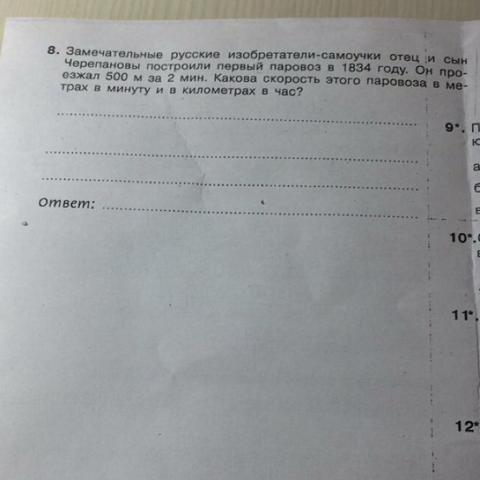 8. Замечательные русские изобретатели-самоучки отец и сын
Черепановы построили первый паровоз в 1834 году. Он про-
езжал 500 м за 2 мин. Какова скорость этого паровоза в ме-
трах в минуту и в километрах в час?
Ответ:
9*. П
ю
а
б
в
10*.
11*.
12*